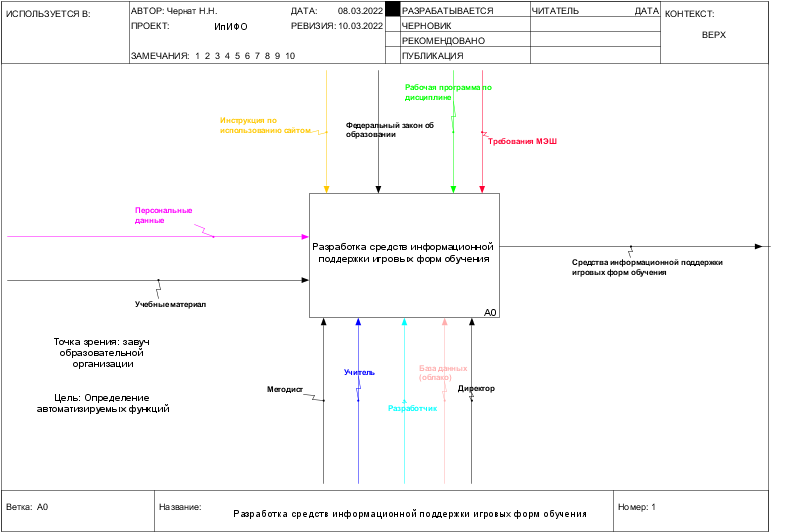 ИСПОЛЬЗУЕТСЯ В:
АВТОР: Чернат Н.Н.
ДАТА: 08.03.2022
РАЗРАБАТЫВАЕТСЯ
ЧИТАТЕЛЬ
ДАТА
КОНТЕКСТ:
ПРОЕКТ: ИпИФО
РЕВИЗИЯ: 10.03.2022
ЧЕРНОВИК
ВЕРХ
РЕКОМЕНДОВАНО
ЗАМЕЧАНИЯ: 1 2 3 4 5 6 7 8 9 10
ПУБЛИКАЦИЯ
Рабочая программа по
дисциплине
Инструкция по
использованию сайтом
Федеральный закон об
образовании
Требования МЭШ
Персональные
данные
Разработка средств информационной
поддержки игровых форм обучения
A0
Средства информационной поддержки
игровых форм обучения
Учебные материал
Точка зрения: завуч
образовательной
организации
Цель: Определение
автоматизируемых функций
Методист
Учитель
Разработчик
База данных
(облако)
Директор
Ветка: A0
Название:
Разработка средств информационной поддержки игровых форм обучения
Номер: 1